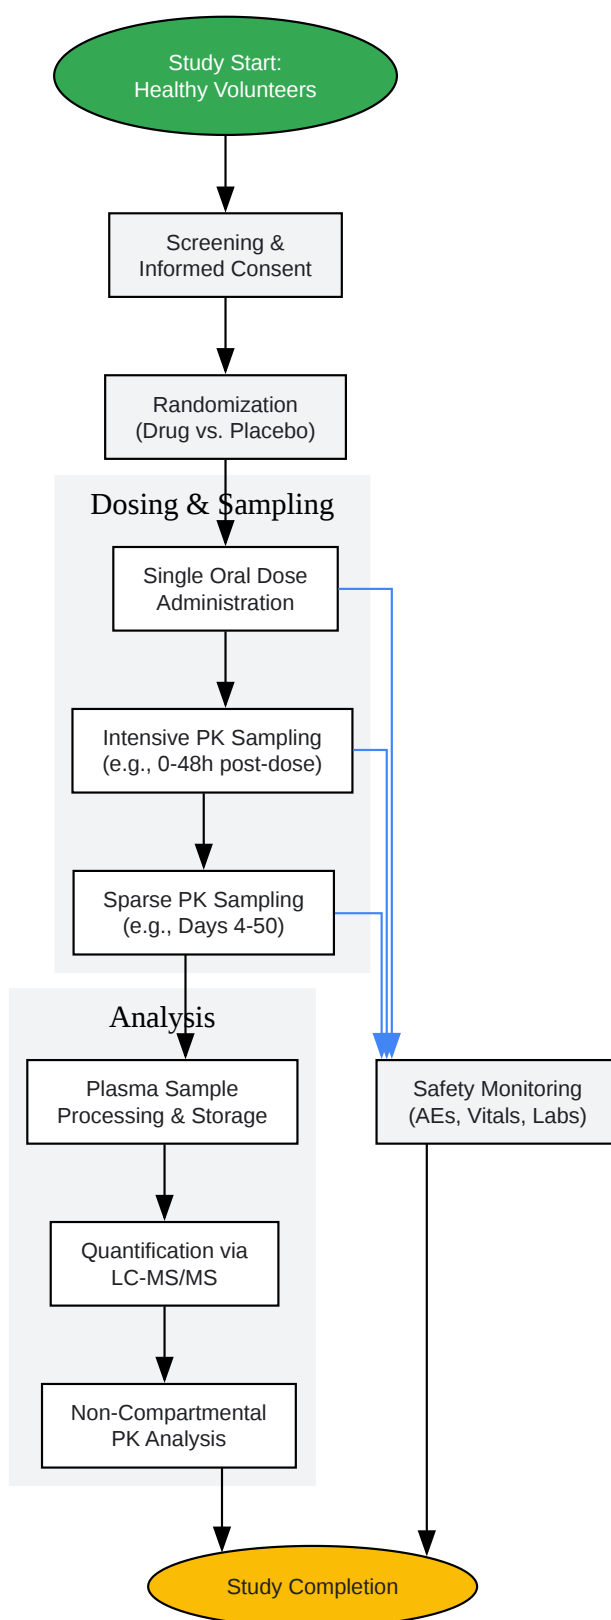 Study Start:
Healthy Volunteers
Screening &
Informed Consent
Randomization
(Drug vs. Placebo)
Dosing & Sampling
Single Oral Dose
Administration
Intensive PK Sampling
(e.g., 0-48h post-dose)
Sparse PK Sampling
(e.g., Days 4-50)
Analysis
Plasma Sample
Processing & Storage
Safety Monitoring
(AEs, Vitals, Labs)
Quantification via
LC-MS/MS
Non-Compartmental
PK Analysis
Study Completion